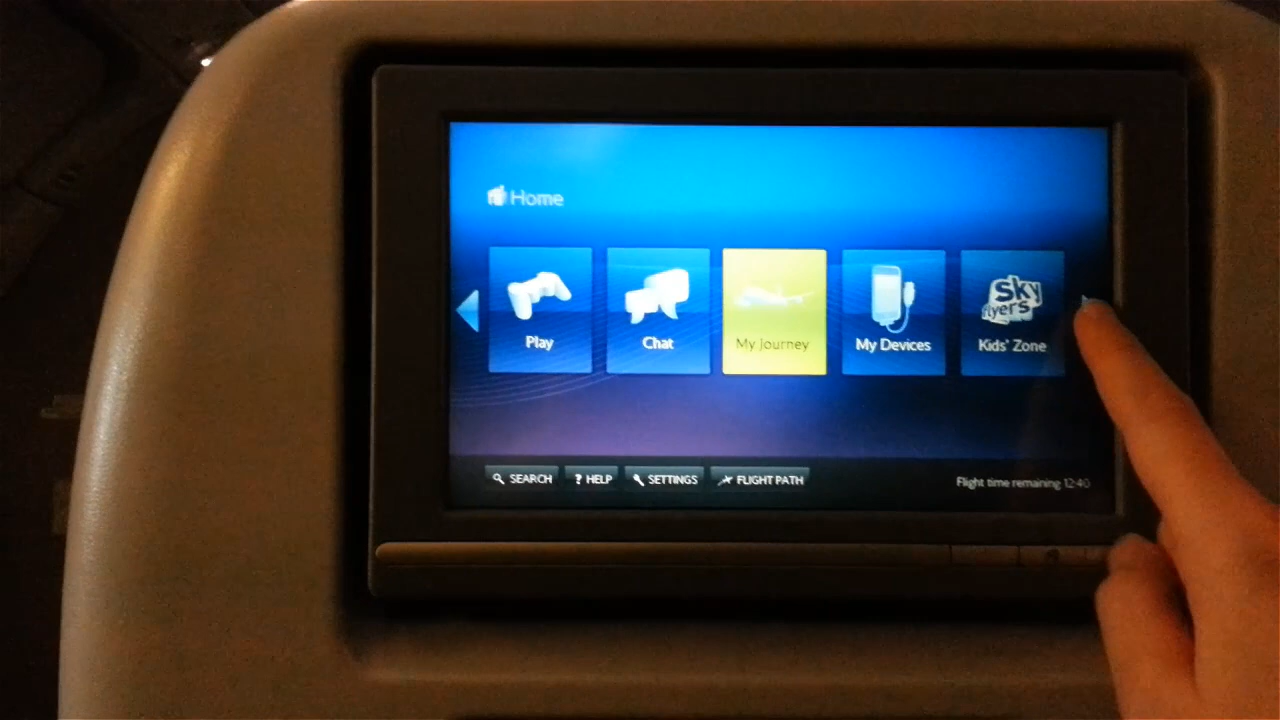 Home
Play
Chat
My Journey
My Devices
Sky
flyers
Kids' Zone
SEARCH
? HELP
SETTINGS
FLIGHT PATH
Flight time remaining 12:40